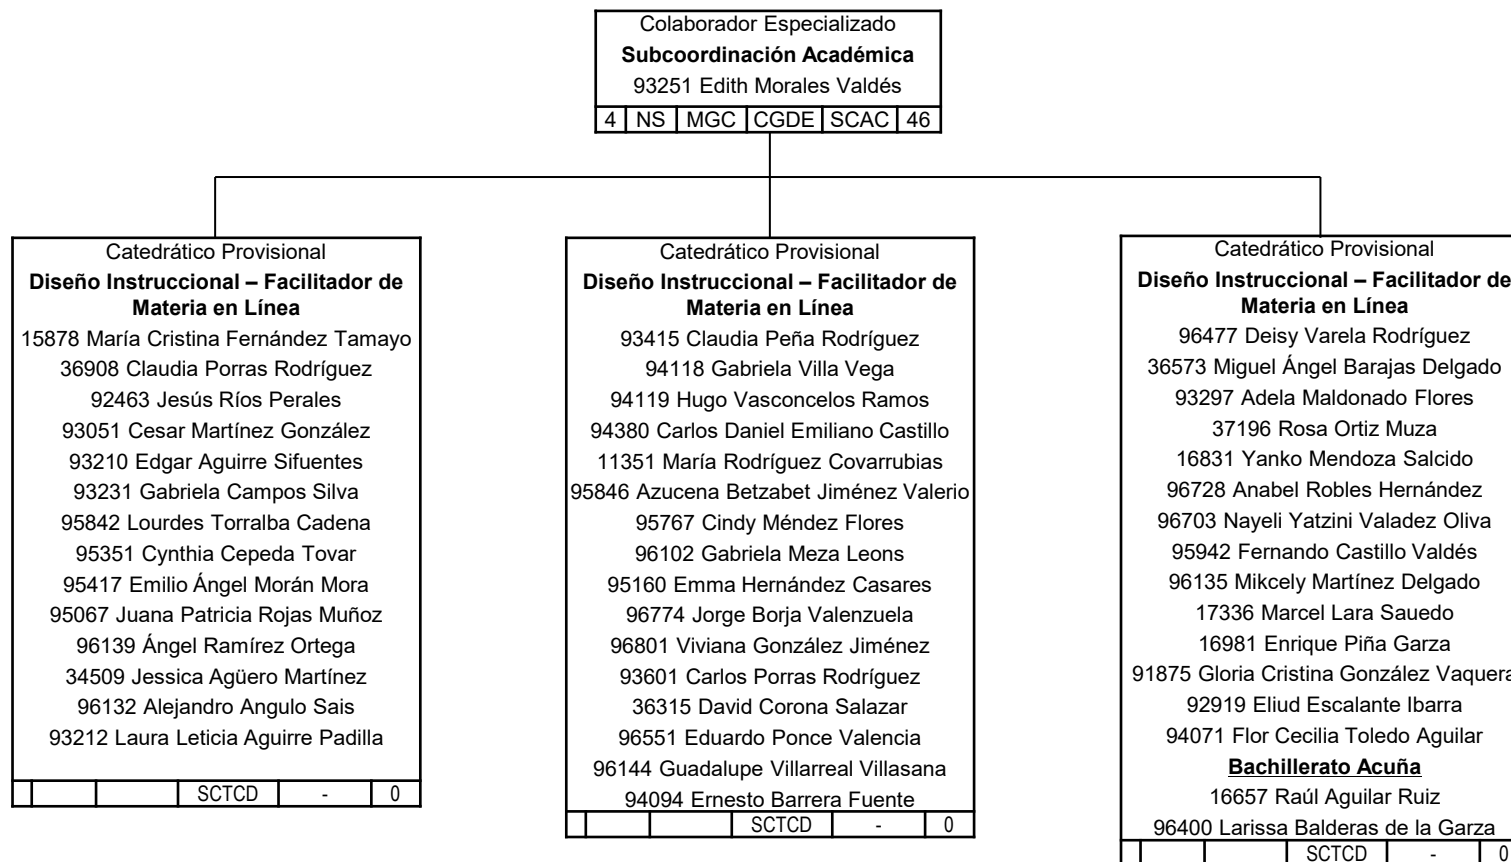 Colaborador Especializado
Subcoordinación Académica
93251 Edith Morales Valdés
4 NS MGC CGDE SCAC 46
Catedrático Provisional
Diseño Instruccional – Facilitador de
Materia en Línea
15878 María Cristina Fernández Tamayo
36908 Claudia Porras Rodríguez
92463 Jesús Ríos Perales
93051 Cesar Martínez González
93210 Edgar Aguirre Sifuentes
93231 Gabriela Campos Silva
95842 Lourdes Torralba Cadena
95351 Cynthia Cepeda Tovar
95417 Emilio Ángel Morán Mora
95067 Juana Patricia Rojas Muñoz
96139 Ángel Ramírez Ortega
34509 Jessica Agüero Martínez
96132 Alejandro Angulo Sais
93212 Laura Leticia Aguirre Padilla
SCTCD - 0
Catedrático Provisional
Diseño Instruccional – Facilitador de
Materia en Línea
93415 Claudia Peña Rodríguez
94118 Gabriela Villa Vega
94119 Hugo Vasconcelos Ramos
94380 Carlos Daniel Emiliano Castillo
11351 María Rodríguez Covarrubias
95846 Azucena Betzabet Jiménez Valerio
95767 Cindy Méndez Flores
96102 Gabriela Meza Leons
95160 Emma Hernández Casares
96774 Jorge Borja Valenzuela
96801 Viviana González Jiménez
93601 Carlos Porras Rodríguez
36315 David Corona Salazar
96551 Eduardo Ponce Valencia
96144 Guadalupe Villarreal Villasana
94094 Ernesto Barrera Fuente
SCTCD - 0
Catedrático Provisional
Diseño Instruccional – Facilitador de
Materia en Línea
96477 Deisy Varela Rodríguez
36573 Miguel Ángel Barajas Delgado
93297 Adela Maldonado Flores
37196 Rosa Ortiz Muza
16831 Yanko Mendoza Salcido
96728 Anabel Robles Hernández
96703 Nayeli Yatzini Valadez Oliva
95942 Fernando Castillo Valdés
96135 Mikcely Martínez Delgado
17336 Marcel Lara Sauedo
16981 Enrique Piña Garza
91875 Gloria Cristina González Vaquera
92919 Eliud Escalante Ibarra
94071 Flor Cecilia Toledo Aguilar
Bachillerato Acuña
16657 Raúl Aguilar Ruiz
96400 Larissa Balderas de la Garza
SCTCD - 0